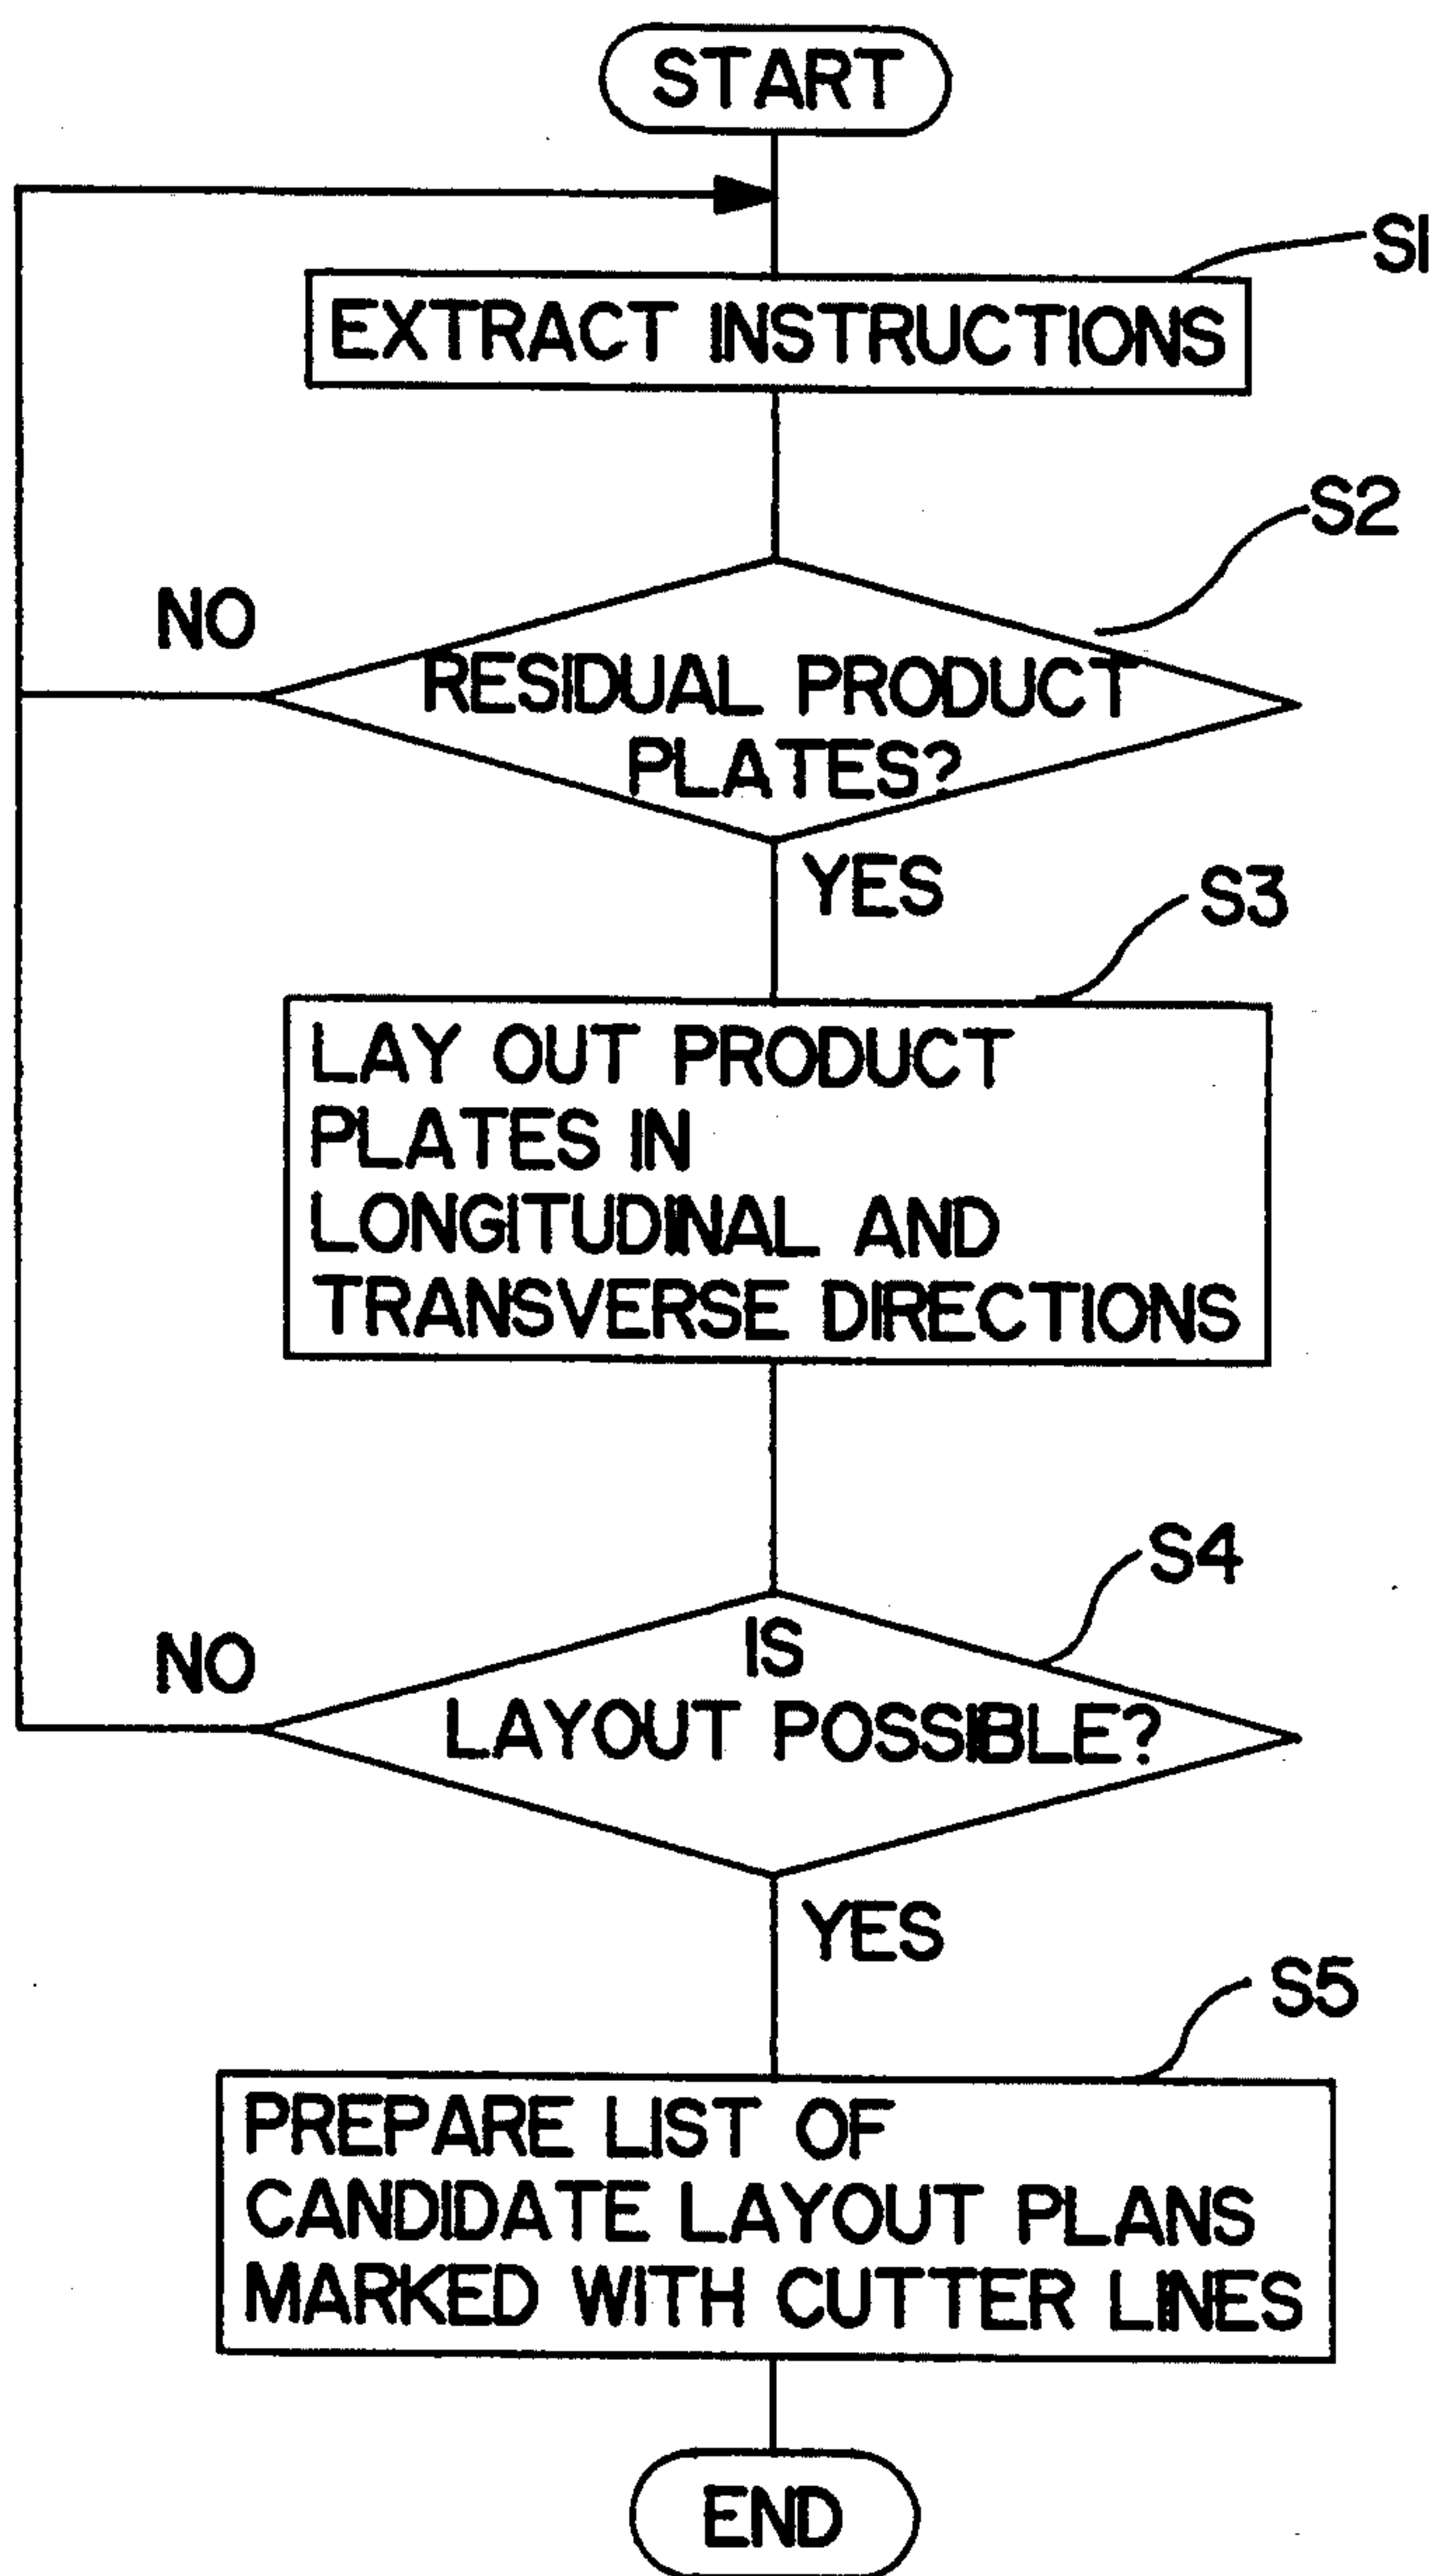 START
S1
EXTRACT INSTRUCTIONS
S2
NO
RESIDUAL PRODUCT
PLATES?
YES
S3
LAY OUT PRODUCT
PLATES IN
LONGITUDINAL AND
TRANSVERSE DIRECTIONS
S4
NO
IS
LAYOUT POSSIBLE?
YES
S5
PREPARE LIST OF
CANDIDATE LAYOUT PLANS
MARKED WITH CUTTER LINES
END